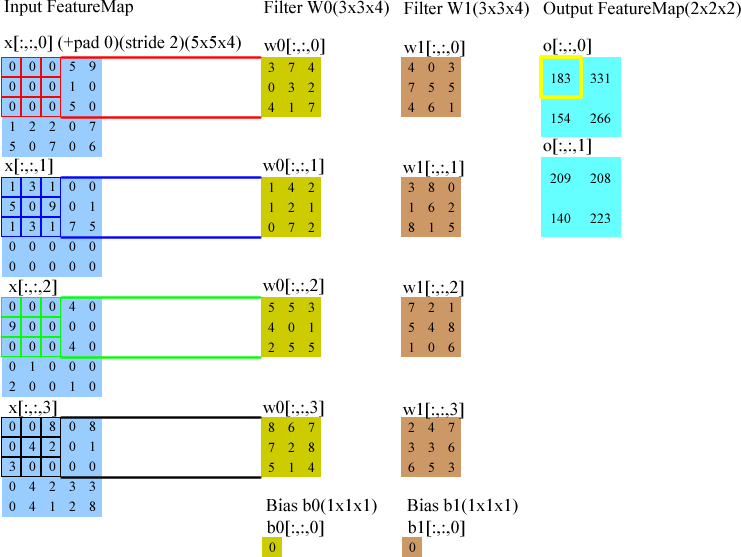 Input FeatureMap Filter W0(3x3x4) Filter W1(3x3x4) Output FeatureMap(2x2x2)
x[:,:,0] (+pad 0)(stride 2)(5x5x4) w0[:,:,0] w1[:,:,0] o[:,:,0]
0 0 0 5 9 3 7 4 4 0 3
183 331
0 0 0 1 0 0 3 2 7 5 5
0 0 0 5 0 4 1 7 4 6 1
1 2 2 0 7 154 266
5 0 7 0 6
o[:,:,1]
x[:,:,1] w0[:,:,1] w1[:,:,1]
1 3 1 0 0 1 4 2 3 8 0 209 208
5 0 9 0 1 1 2 1 1 6 2
1 3 1 7 5 0 7 2 8 1 5 140 223
0 0 0 0 0
0 0 0 0 0
x[:,:,2] w0[:,:,2] w1[:,:,2]
0 0 0 4 0 5 5 3 7 2 1
9 0 0 0 0 4 0 1 5 4 8
0 0 0 4 0 2 5 5 1 0 6
0 1 0 0 0
2 0 0 1 0
x[:,:,3] w0[:,:,3] w1[:,:,3]
0 0 8 0 8 8 6 7 2 4 7
0 4 2 0 1 7 2 8 3 3 6
3 0 0 0 0 5 1 4 6 5 3
0 4 2 3 3
0 4 1 2 8
Bias b0(1x1x1) Bias b1(1x1x1)
b0[:,:,0] b1[:,:,0]
0 0